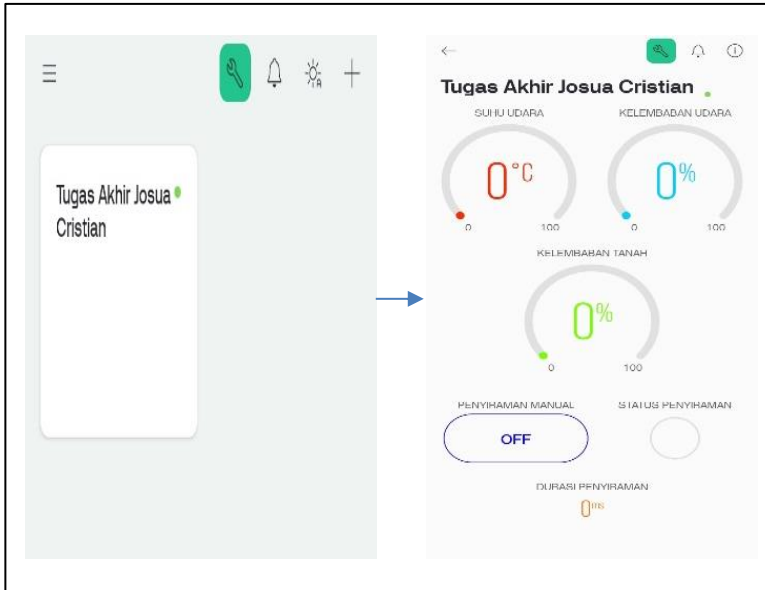 Tugas Akhir Josua
Cristian
Tugas Akhir Josua Cristian
SUHU UDARA
KELEMBABAN UDARA
0°C
0%
0 100
0 100
KELEMBABAN TANAH
0%
0 100
PENYIRAMAN MANUAL
STATUS PENYIRAMAN
OFF
DURASI PENYIRAMAN
0ms